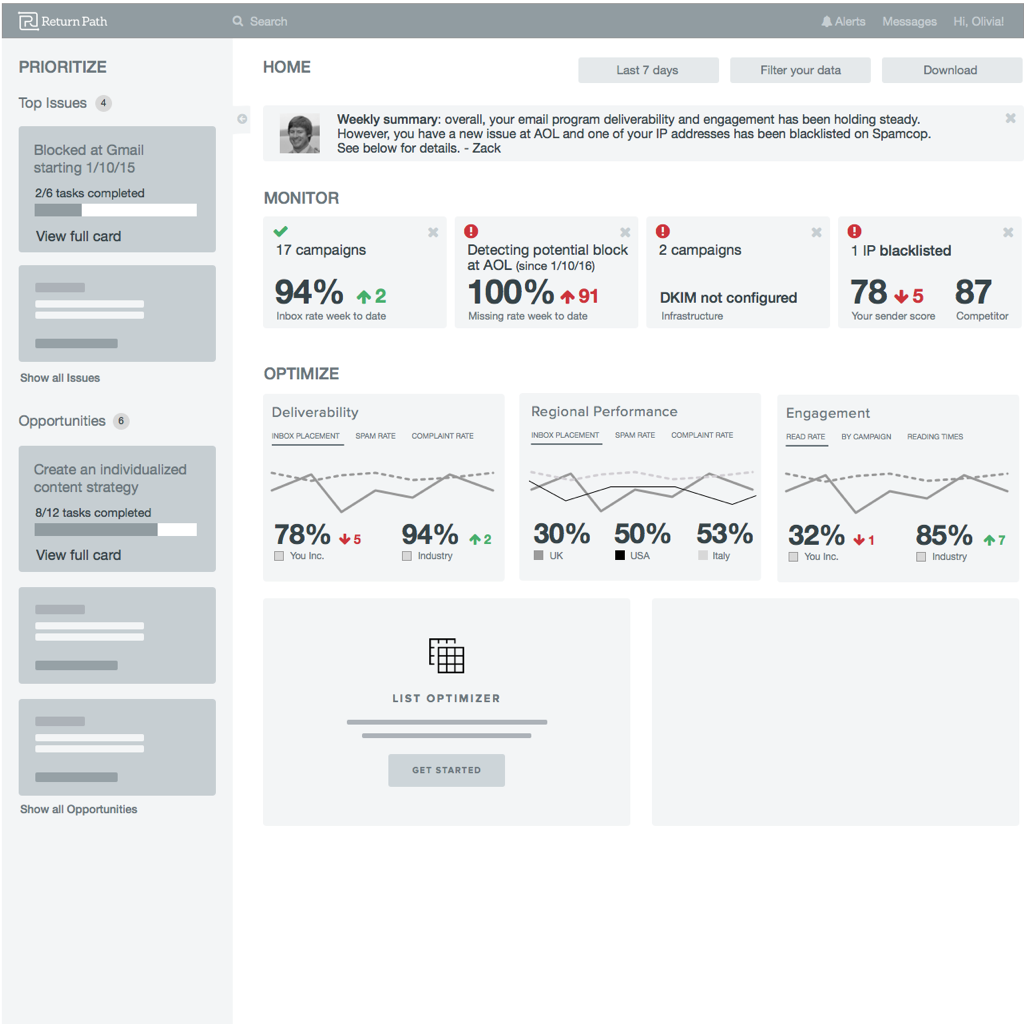 Return Path
Search
Alerts
Messages
Hi, Olivia!
PRIORITIZE
Top Issues 4
Blocked at Gmail
starting 1/10/15
2/6 tasks completed
View full card
Show all Issues
Opportunities 6
Create an individualized
content strategy
8/12 tasks completed
View full card
Show all Opportunities
HOME
Last 7 days
Filter your data
Download
Weekly summary: overall, your email program deliverability and engagement has been holding steady.
However, you have a new issue at AOL and one of your IP addresses has been blacklisted on Spamcop.
See below for details. - Zack
MONITOR
17 campaigns
94% 2
Inbox rate week to date
Detecting potential block
at AOL (since 1/10/16)
100% 91
Missing rate week to date
2 campaigns
DKIM not configured
Infrastructure
1 IP blacklisted
78 5 87
Your sender score Competitor
OPTIMIZE
Deliverability
INBOX PLACEMENT SPAM RATE COMPLAINT RATE
78% 5 94% 2
You Inc. Industry
Regional Performance
INBOX PLACEMENT SPAM RATE COMPLAINT RATE
30% 50% 53%
UK USA Italy
Engagement
READ RATE BY CAMPAIGN READING TIMES
32% 1 85% 7
You Inc. Industry
LIST OPTIMIZER
GET STARTED